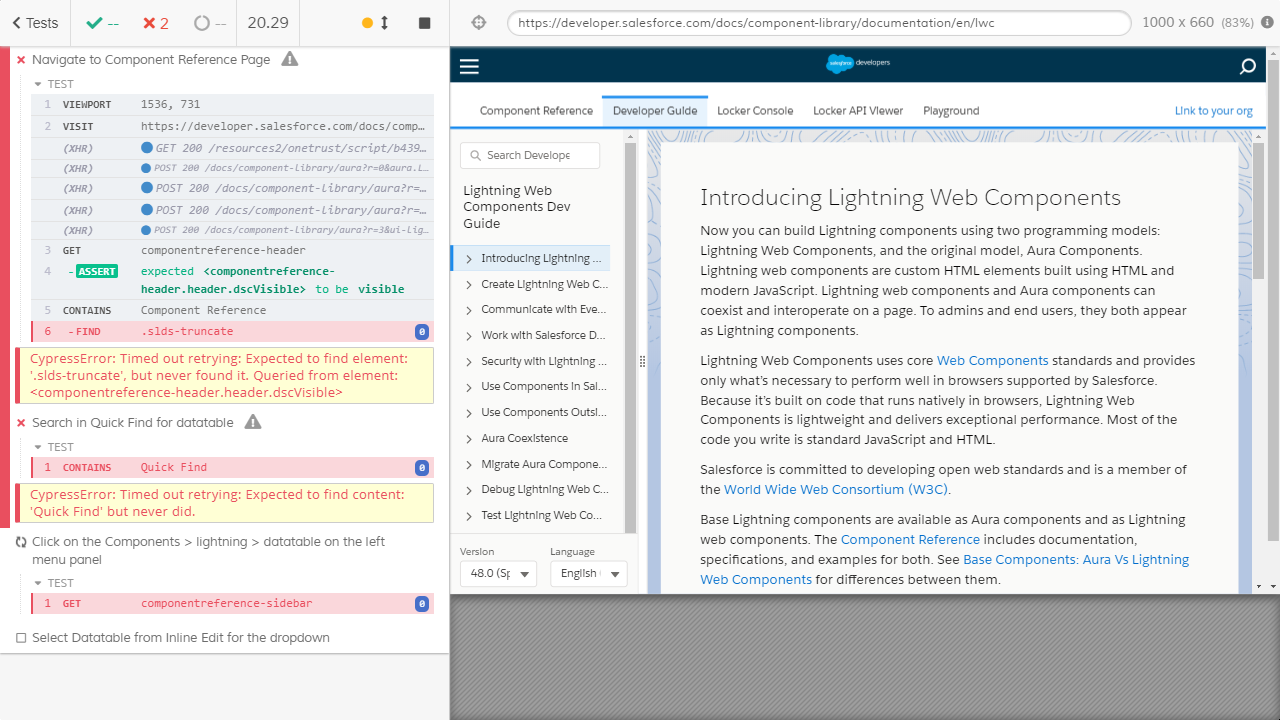 Tests
--
2
--
20.29
https://developer.salesforce.com/docs/component-library/documentation/en/lwc
1000 x 660 (83%)
Navigate to Component Reference Page
TEST
1 VIEWPORT 1536, 731
2 VISIT https://developer.salesforce.com/docs/comp…
(XHR) GET 200 /consent/onetrust/script/b439…
(XHR) POST 200 /docs/component-library/aura?r=0&aura.L…
(XHR) POST 200 /docs/component-library/aura?r=…
(XHR) POST 200 /docs/component-library/aura?r=…
(XHR) POST 200 /docs/component-library/aura?r=3&ui-lig…
3 GET componentreference-header
4 -ASSERT expected <componentreference-
header.header.dscVisible> to be visible
5 CONTAINS Component Reference
6 -FIND .slds-truncate 0
CypressError: Timed out retrying: Expected to find element:
'.slds-truncate', but never found it. Queried from element:
<componentreference-header.header.dscVisible>
Search in Quick Find for datatable
TEST
1 CONTAINS Quick Find 0
CypressError: Timed out retrying: Expected to find content:
'Quick Find' but never did.
Click on the Components > lightning > datatable on the left
menu panel
TEST
1 GET componentreference-sidebar 0
Select Datatable from Inline Edit for the dropdown
salesforce developers
Component Reference Developer Guide Locker Console Locker API Viewer Playground Link to your org
Search Develope
Lightning Web
Components Dev
Guide
Introducing Lightning ...
Create Lightning Web C...
Communicate with Eve...
Work with Salesforce D...
Security with Lightning ...
Use Components in Sal...
Use Components Outsi...
Aura Coexistence
Migrate Aura Compone...
Debug Lightning Web C...
Test Lightning Web Co...
Version Language
48.0 (Sp English
Introducing Lightning Web Components
Now you can build Lightning components using two programming models:
Lightning Web Components, and the original model, Aura Components.
Lightning web components are custom HTML elements built using HTML and
modern JavaScript. Lightning web components and Aura components can
coexist and interoperate on a page. To admins and end users, they both appear
as Lightning components.
Lightning Web Components uses core Web Components standards and provides
only what's necessary to perform well in browsers supported by Salesforce.
Because it's built on code that runs natively in browsers, Lightning Web
Components is lightweight and delivers exceptional performance. Most of the
code you write is standard JavaScript and HTML.
Salesforce is committed to developing open web standards and is a member of
the World Wide Web Consortium (W3C).
Base Lightning components are available as Aura components and as Lightning
web components. The Component Reference includes documentation,
specifications, and examples for both. See Base Components: Aura Vs Lightning
Web Components for differences between them.